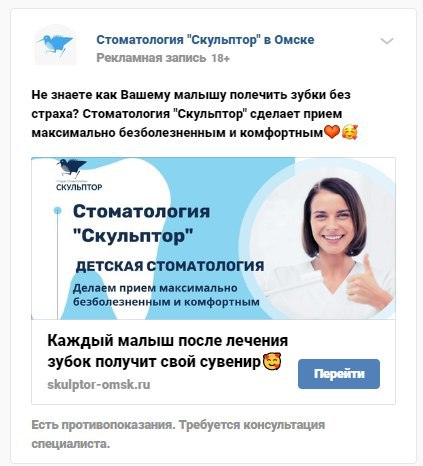 Стоматология "Скульптор" в Омске
Рекламная запись 18+
Не знаете как Вашему малышу полечить зубки без
страха? Стоматология "Скульптор" сделает прием
максимально безболезненным и комфортным❤️🥰
СКУЛЬПТОР
Стоматология
"Скульптор"
ДЕТСКАЯ СТОМАТОЛОГИЯ
Делаем прием максимально
безболезненным и комфортным
Каждый малыш после лечения
зубок получит свой сувенир🥰
skulptor-omsk.ru
Перейти
Есть противопоказания. Требуется консультация
специалиста.